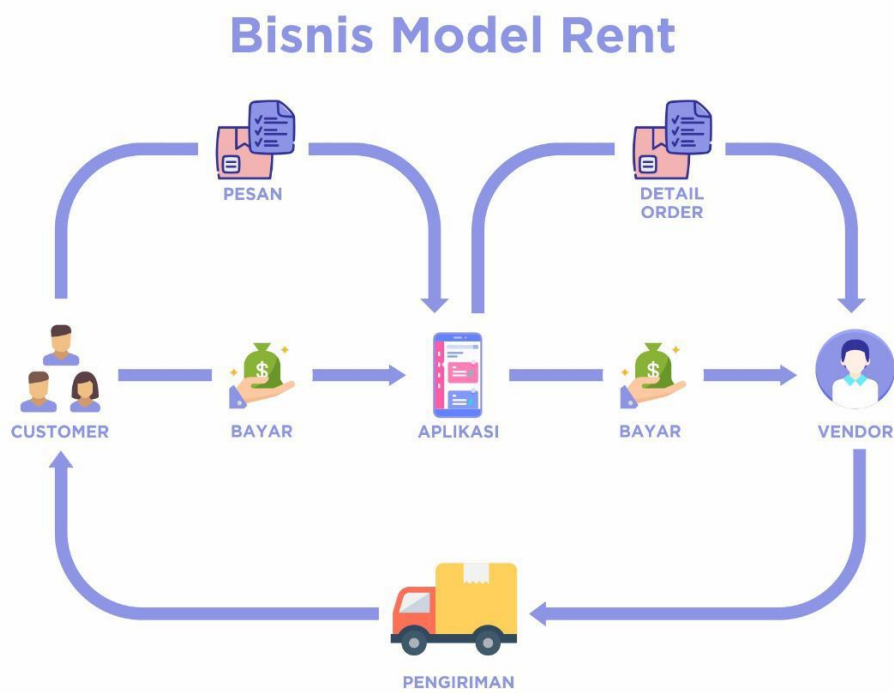 Bisnis Model Rent
PESAN
DETAIL
ORDER
CUSTOMER
BAYAR
APLIKASI
BAYAR
VENDOR
PENGIRIMAN